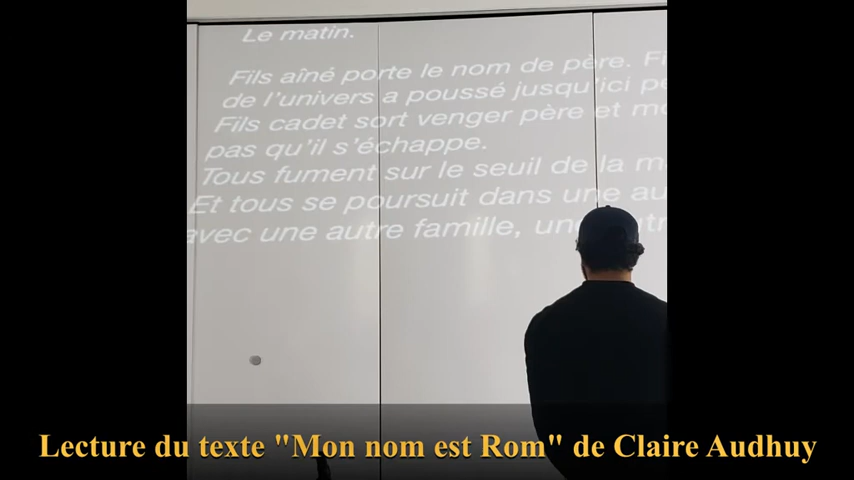 Le matin.
Fils aîné porte le nom de père.
de l'univers a poussé jusqu'ici
Fils cadet sort venger père et
pas qu'il s'échappe.
Tous fument sur le seuil de la
Et tous se poursuit dans une
avec une autre famille,
Lecture du texte "Mon nom est Rom" de Claire Audhuy